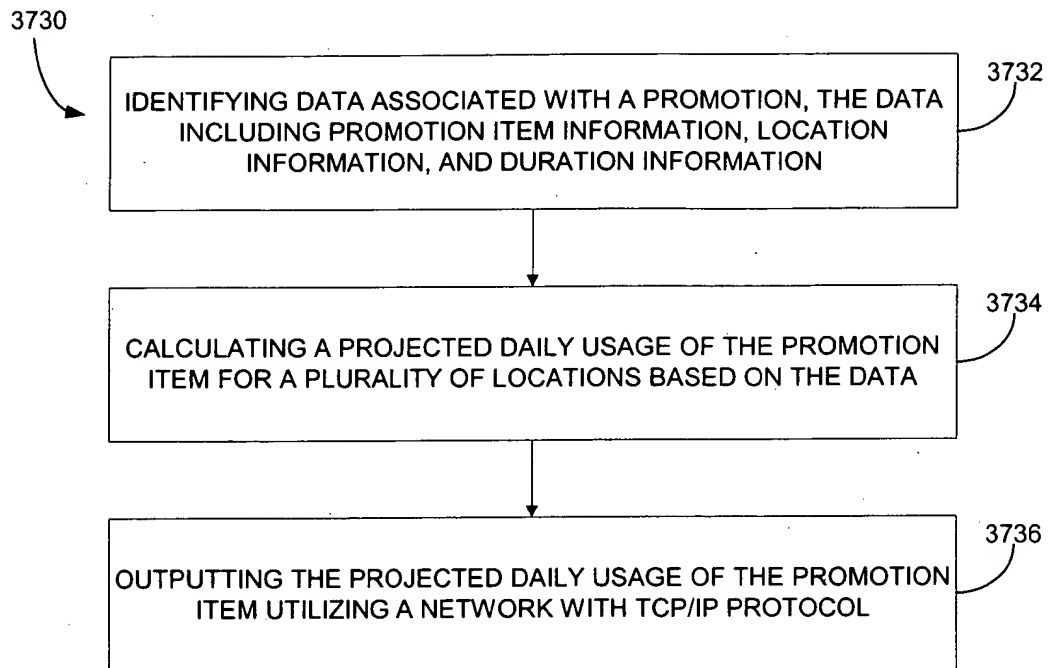 3730
3732
IDENTIFYING DATA ASSOCIATED WITH A PROMOTION, THE DATA
INCLUDING PROMOTION ITEM INFORMATION, LOCATION
INFORMATION, AND DURATION INFORMATION
3734
CALCULATING A PROJECTED DAILY USAGE OF THE PROMOTION
ITEM FOR A PLURALITY OF LOCATIONS BASED ON THE DATA
3736
OUTPUTTING THE PROJECTED DAILY USAGE OF THE PROMOTION
ITEM UTILIZING A NETWORK WITH TCP/IP PROTOCOL